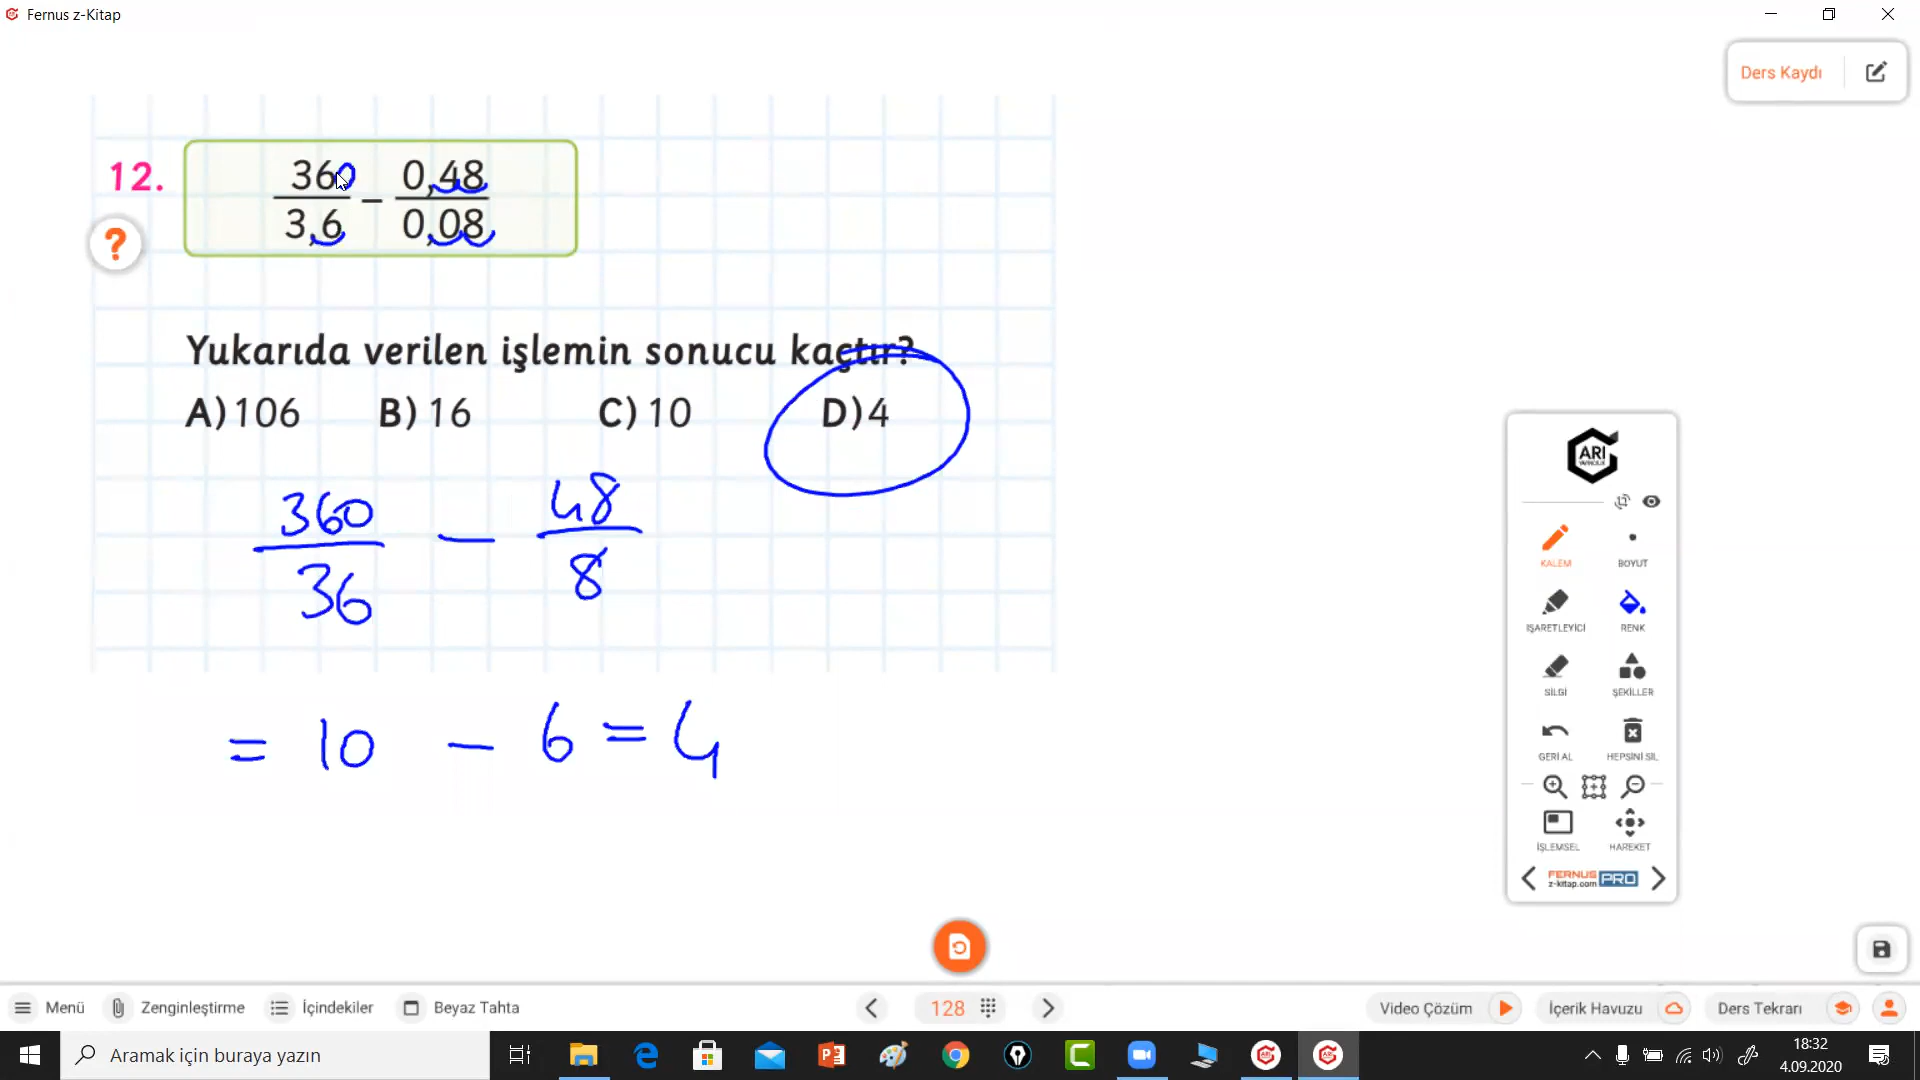 Fernus z-Kitap
Ders Kaydı
12.
360 − 0,48
3,6 0,08
?
Yukarıda verilen işlemin sonucu kaçtır?
A) 106 B) 16 C) 10 D) 4
360 − 48
36 8
= 10 − 6 = 4
ARI
YAYINCILIK
KALEM BOYUT
İŞARETLEYİCİ RENK
SİLGİ ŞEKİLLER
GERİ AL HEPSİNİ SİL
İŞLEMSEL HAREKET
FERNUS
z-kitap.com PRO
Menü Zenginleştirme İçindekiler Beyaz Tahta 128 Video Çözüm İçerik Havuzu Ders Tekrarı
Aramak için buraya yazın
18:32
4.09.2020